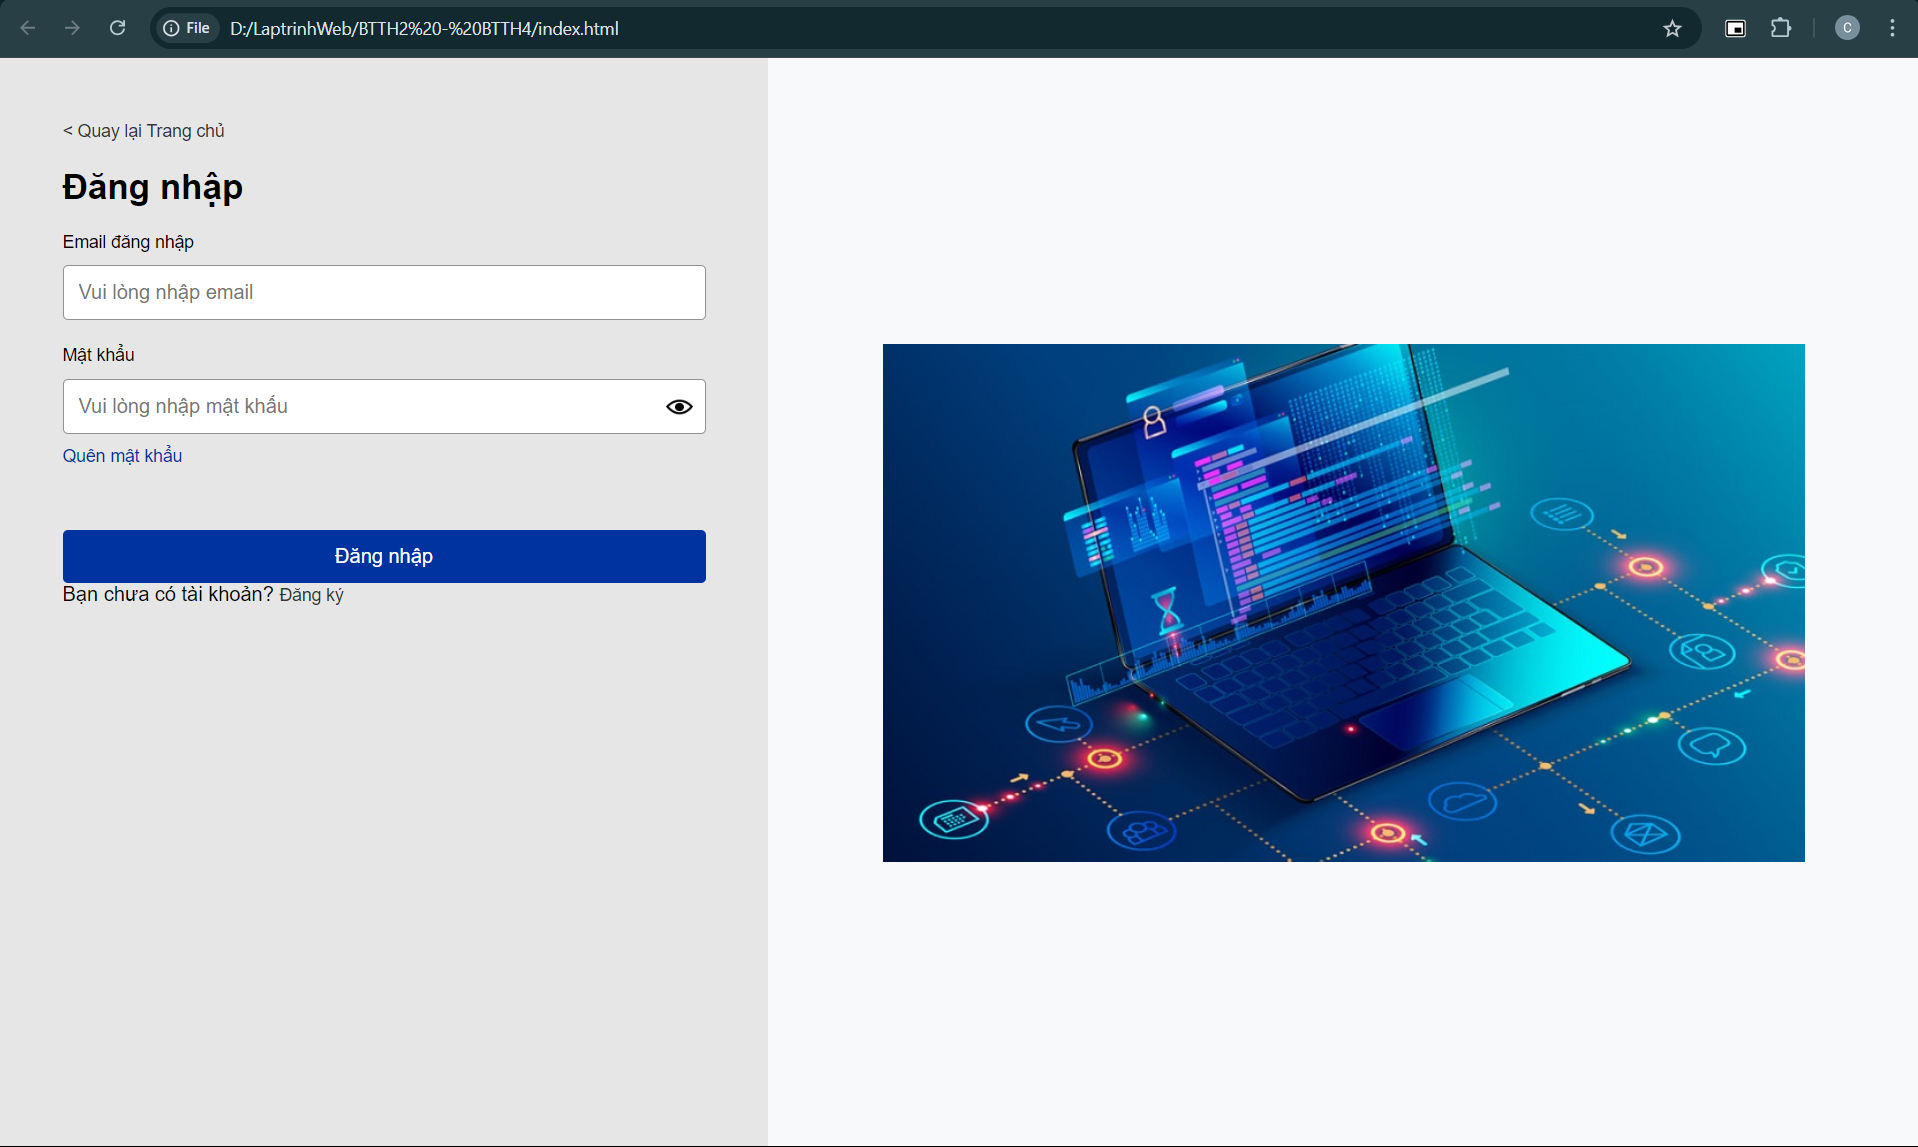 File D:/LaptrinhWeb/BTTH2%20-%20BTTH4/index.html
C
< Quay lại Trang chủ
Đăng nhập
Email đăng nhập
Vui lòng nhập email
Mật khẩu
Vui lòng nhập mật khấu
Quên mật khẩu
Đăng nhập
Bạn chưa có tài khoản? Đăng ký